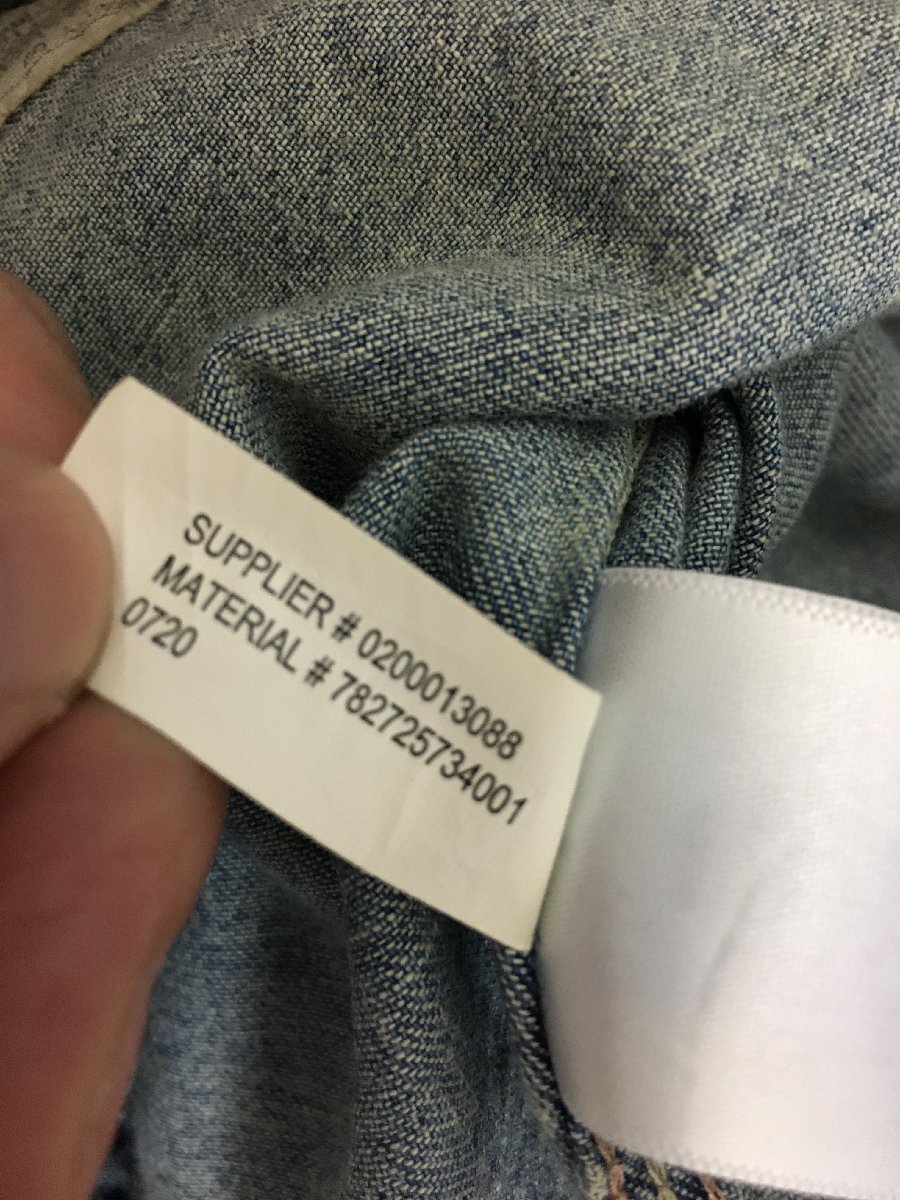 SUPPLIER # 0200013088
MATERIAL # 782725734001
0720